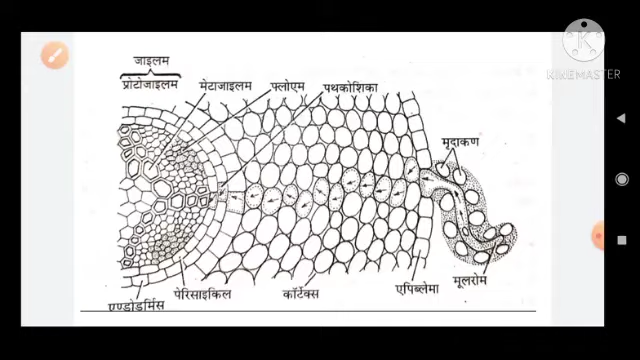 जाइलम
प्रोटोजाइलम मेटाजाइलम फ्लोएम पथकोशिका
मृदाकण
एण्डोडर्मिस पेरिसाइकिल कॉर्टेक्स एपिब्लेमा मूलरोम
K
KINEMASTER